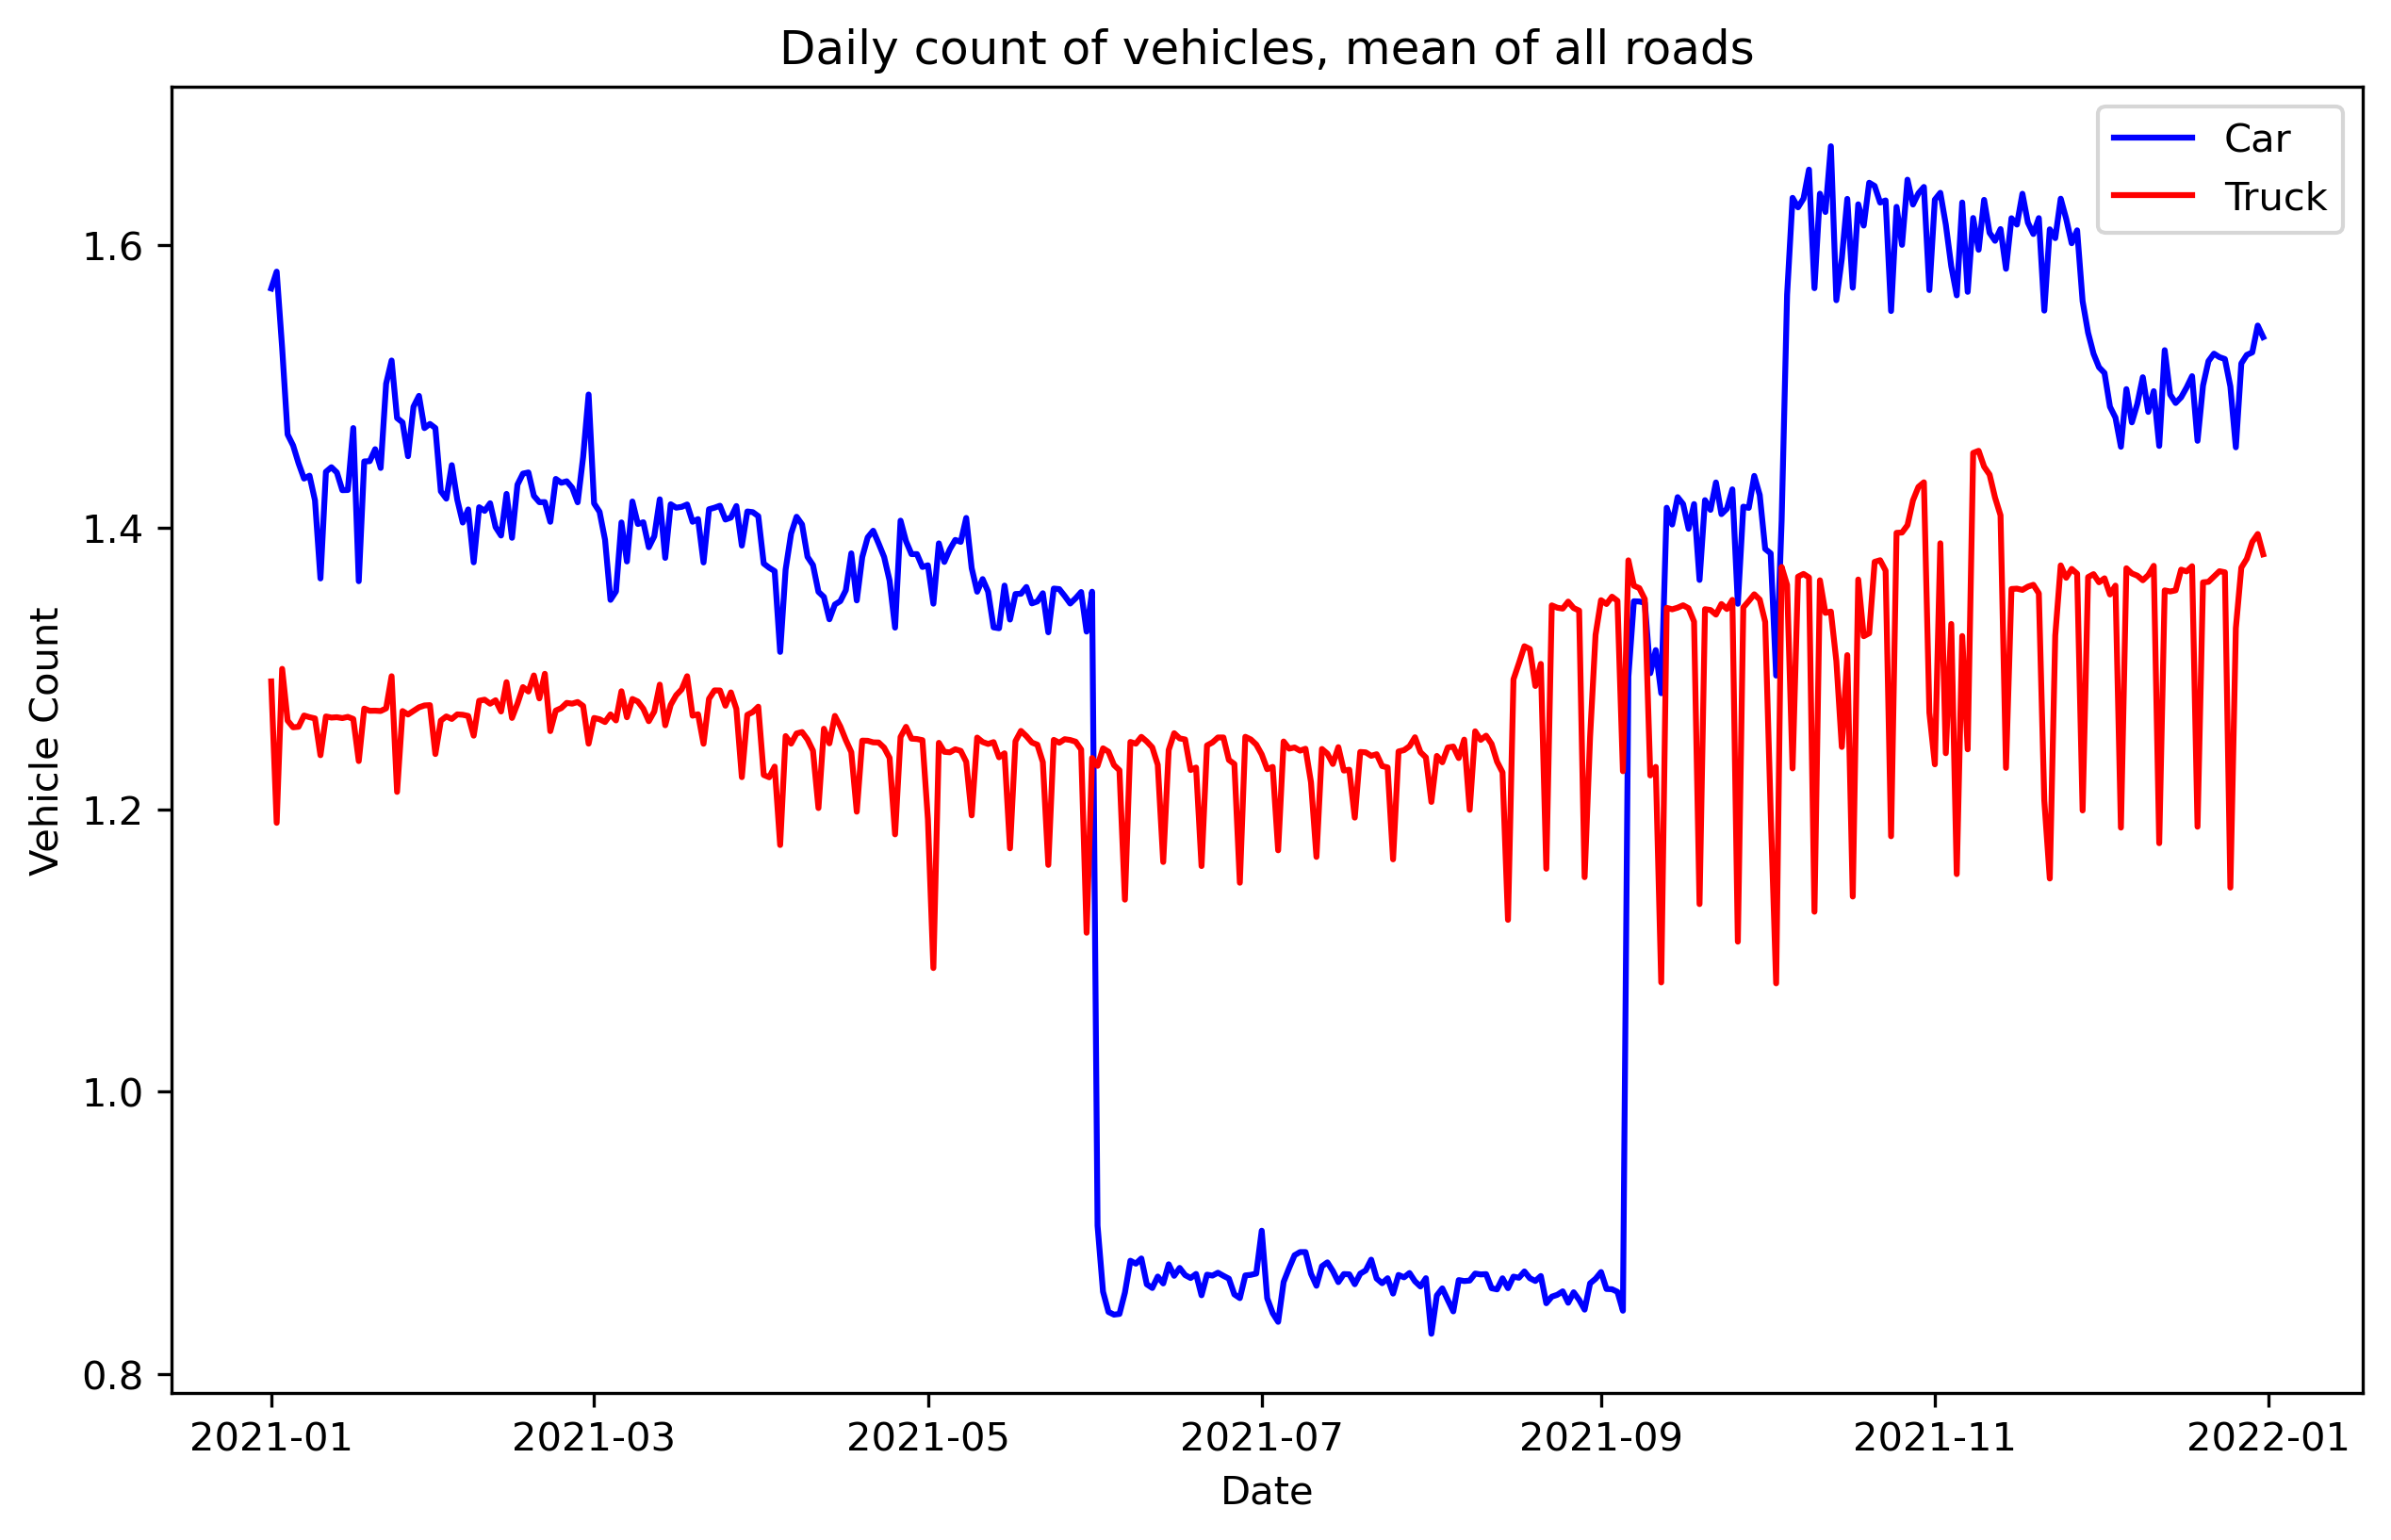 Daily count of vehicles, mean of all roads
Car
Truck
1.6
1.4
1.2
1.0
0.8
Vehicle Count
2021-01
2021-03
2021-05
2021-07
2021-09
2021-11
2022-01
Date